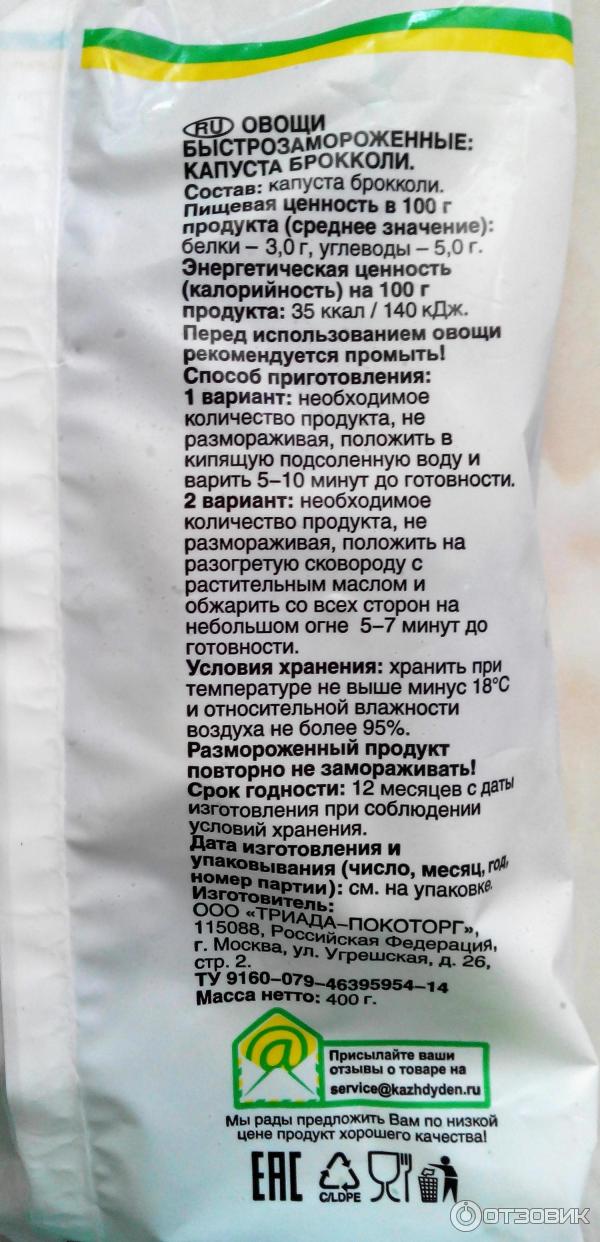 RU ОВОЩИ
БЫСТРОЗАМОРОЖЕННЫЕ:
КАПУСТА БРОККОЛИ.
Состав: капуста брокколи.
Пищевая ценность в 100 г
продукта (среднее значение):
белки – 3,0 г, углеводы – 5,0 г.
Энергетическая ценность
(калорийность) на 100 г
продукта: 35 ккал / 140 кДж.
Перед использованием овощи
рекомендуется промыть!
Способ приготовления:
1 вариант: необходимое
количество продукта, не
размораживая, положить в
кипящую подсоленную воду и
варить 5–10 минут до готовности.
2 вариант: необходимое
количество продукта, не
размораживая, положить на
разогретую сковороду с
растительным маслом и
обжарить со всех сторон на
небольшом огне 5–7 минут до
готовности.
Условия хранения: хранить при
температуре не выше минус 18°С
и относительной влажности
воздуха не более 95%.
Размороженный продукт
повторно не замораживать!
Срок годности: 12 месяцев с даты
изготовления при соблюдении
условий хранения.
Дата изготовления и
упаковывания (число, месяц, год,
номер партии): см. на упаковке.
Изготовитель:
ООО «ТРИАДА–ПОКОТОРГ»,
115088, Российская Федерация,
г. Москва, ул. Угрешская, д. 26,
стр. 2.
ТУ 9160–079–46395954–14
Масса нетто: 400 г.
@
Присылайте ваши
отзывы о товаре на
service@kazhdyden.ru
Мы рады предложить Вам по низкой
цене продукт хорошего качества!
ЕАС
C/LDPE
ОТЗОВИК